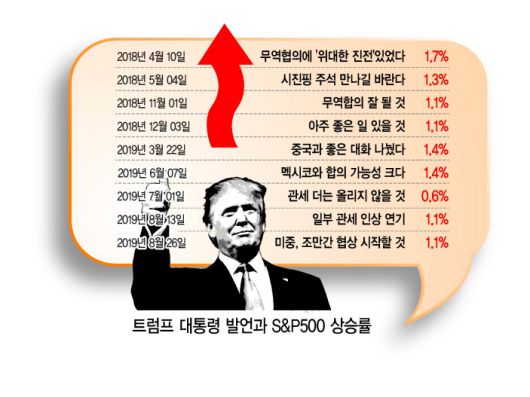 2018년 4월 10일 무역협의에 '위대한 진전'있었다 1.7%
2018년 5월 04일 시진핑 주석 만나길 바란다 1.3%
2018년 11월 01일 무역합의 잘 될 것 1.1%
2018년 12월 03일 아주 좋은 일 있을 것 1.1%
2019년 3월 22일 중국과 좋은 대화 나눴다 1.4%
2019년 6월 07일 멕시코와 합의 가능성 크다 1.4%
2019년 7월 01일 관세 더는 올리지 않을 것 0.6%
2019년 8월 13일 일부 관세 인상 연기 1.1%
2019년 8월 26일 미중, 조만간 협상 시작할 것 1.1%
트럼프 대통령 발언과 S&P500 상승률